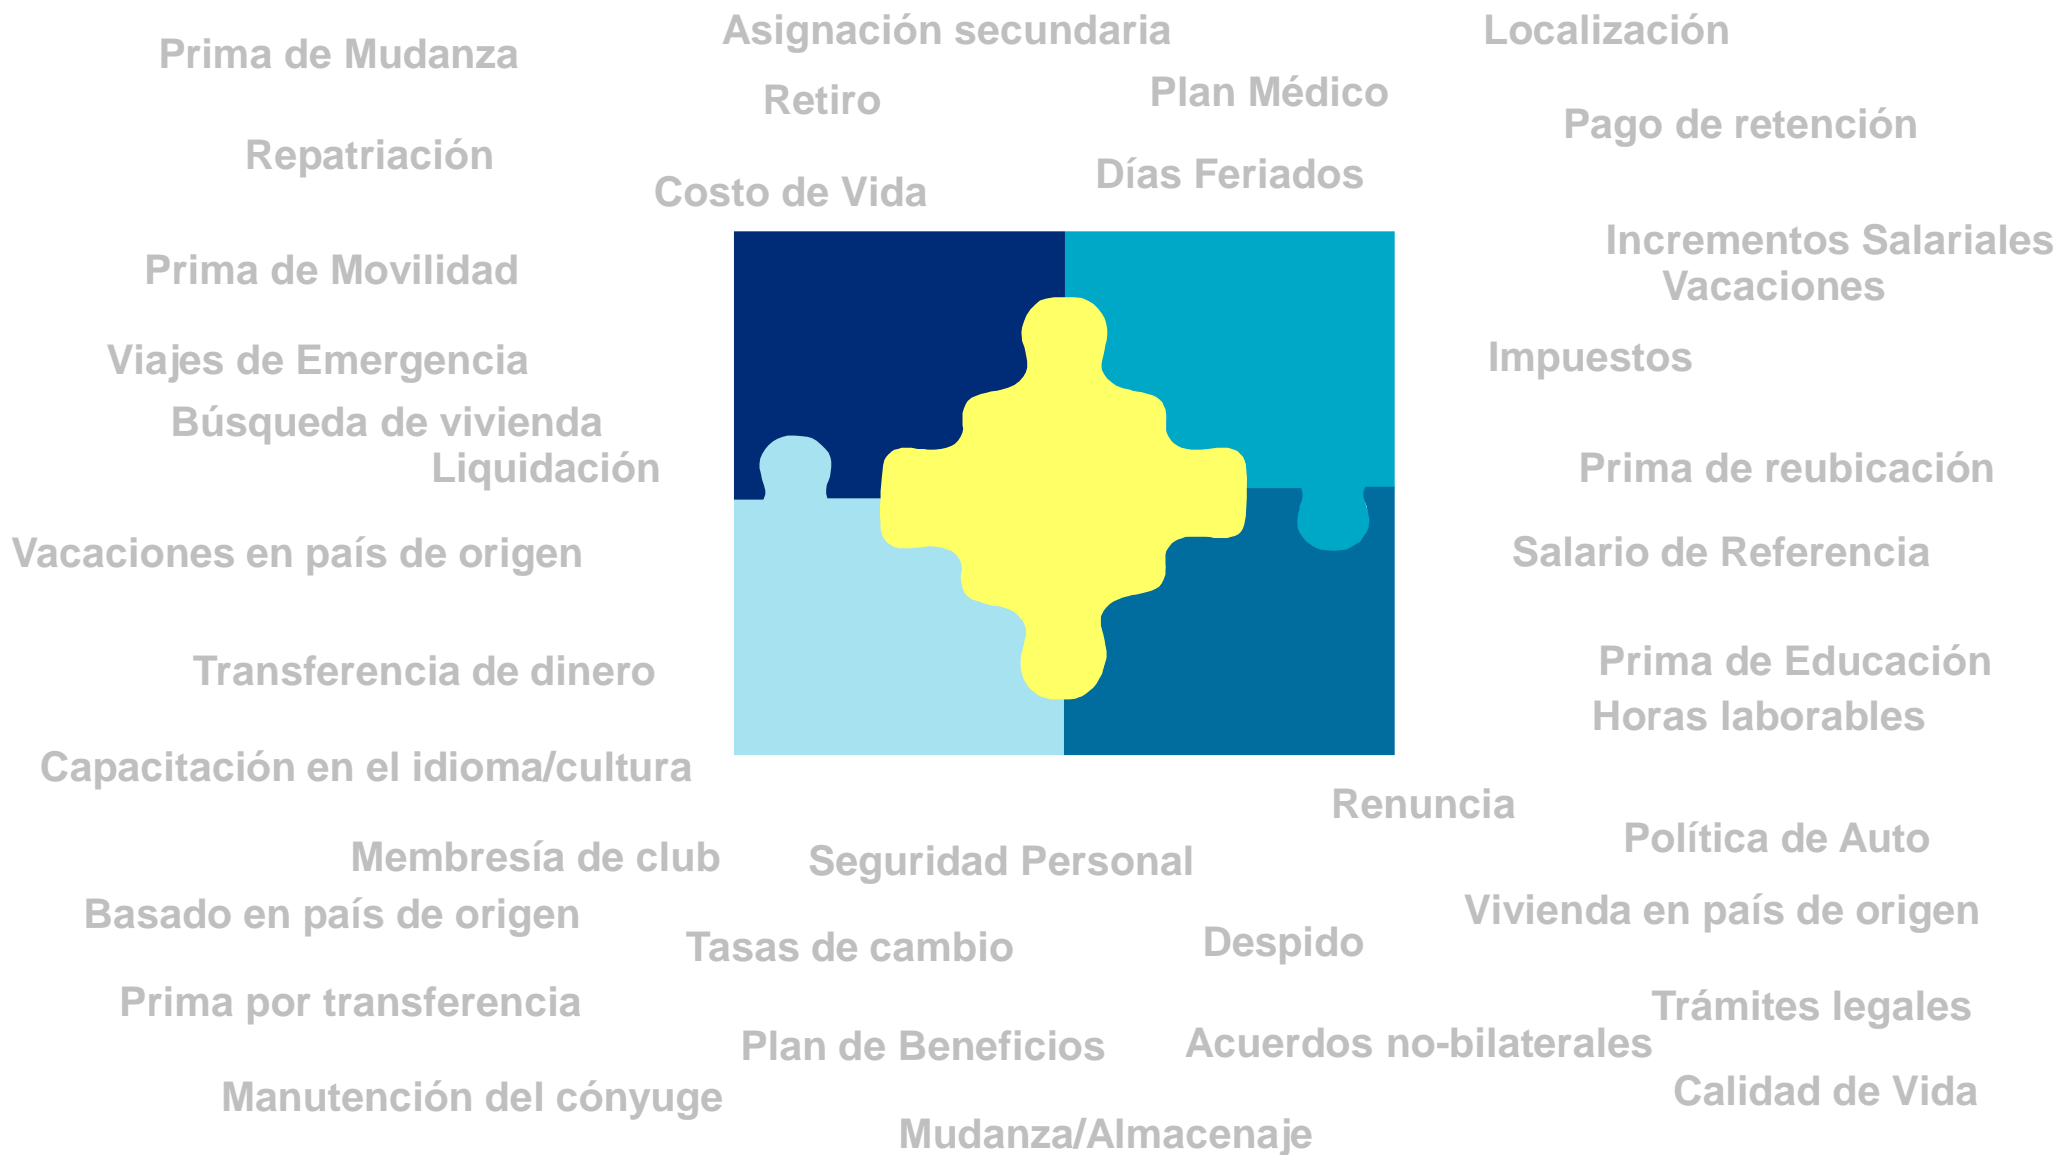 Asignación secundaria
Localización
Prima de Mudanza
Retiro
Plan Médico
Pago de retención
Repatriación
Costo de Vida
Días Feriados
Incrementos Salariales
Prima de Movilidad
Vacaciones
Viajes de Emergencia
Impuestos
Búsqueda de vivienda
Liquidación
Prima de reubicación
Vacaciones en país de origen
Salario de Referencia
Transferencia de dinero
Prima de Educación
Horas laborables
Capacitación en el idioma/cultura
Renuncia
Política de Auto
Membresía de club
Seguridad Personal
Basado en país de origen
Vivienda en país de origen
Tasas de cambio
Despido
Prima por transferencia
Trámites legales
Plan de Beneficios
Acuerdos no-bilaterales
Manutención del cónyuge
Calidad de Vida
Mudanza/Almacenaje